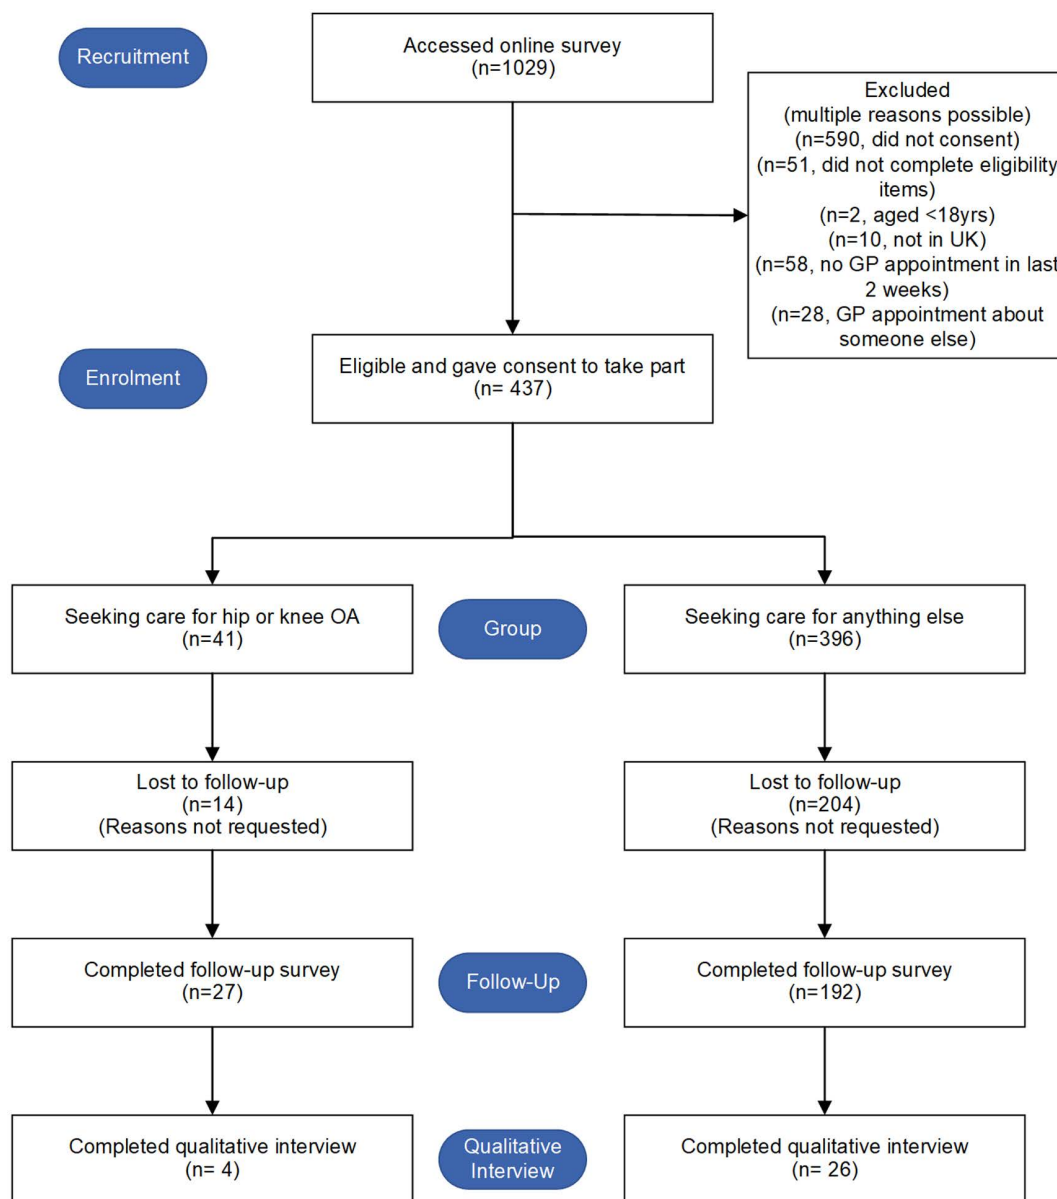 Recruitment
Accessed online survey
(n=1029)
Excluded
(multiple reasons possible)
(n=590, did not consent)
(n=51, did not complete eligibility
items)
(n=2, aged <18yrs)
(n=10, not in UK)
(n=58, no GP appointment in last
2 weeks)
(n=28, GP appointment about
someone else)
Enrolment
Eligible and gave consent to take part
(n= 437)
Seeking care for hip or knee OA
(n=41)
Group
Seeking care for anything else
(n=396)
Lost to follow-up
(n=14)
(Reasons not requested)
Lost to follow-up
(n=204)
(Reasons not requested)
Completed follow-up survey
(n=27)
Follow-Up
Completed follow-up survey
(n=192)
Completed qualitative interview
(n= 4)
Qualitative
Interview
Completed qualitative interview
(n= 26)